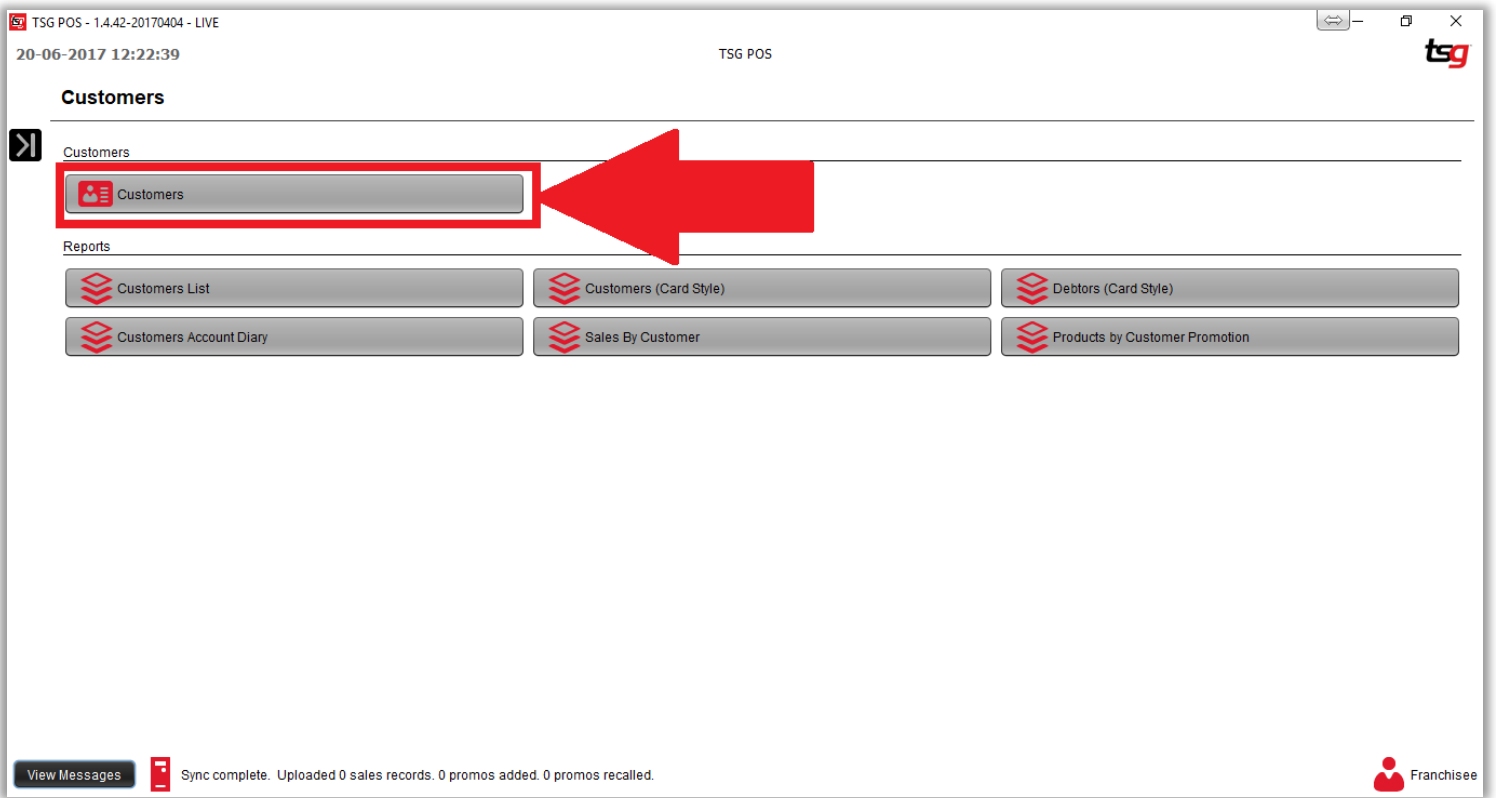 TSG POS - 1.4.42-20170404 - LIVE
20-06-2017 12:22:39
TSG POS
tsg
Customers
Customers
Customers
Reports
Customers List
Customers (Card Style)
Debtors (Card Style)
Customers Account Diary
Sales By Customer
Products by Customer Promotion
View Messages
Sync complete. Uploaded 0 sales records. 0 promos added. 0 promos recalled.
Franchisee